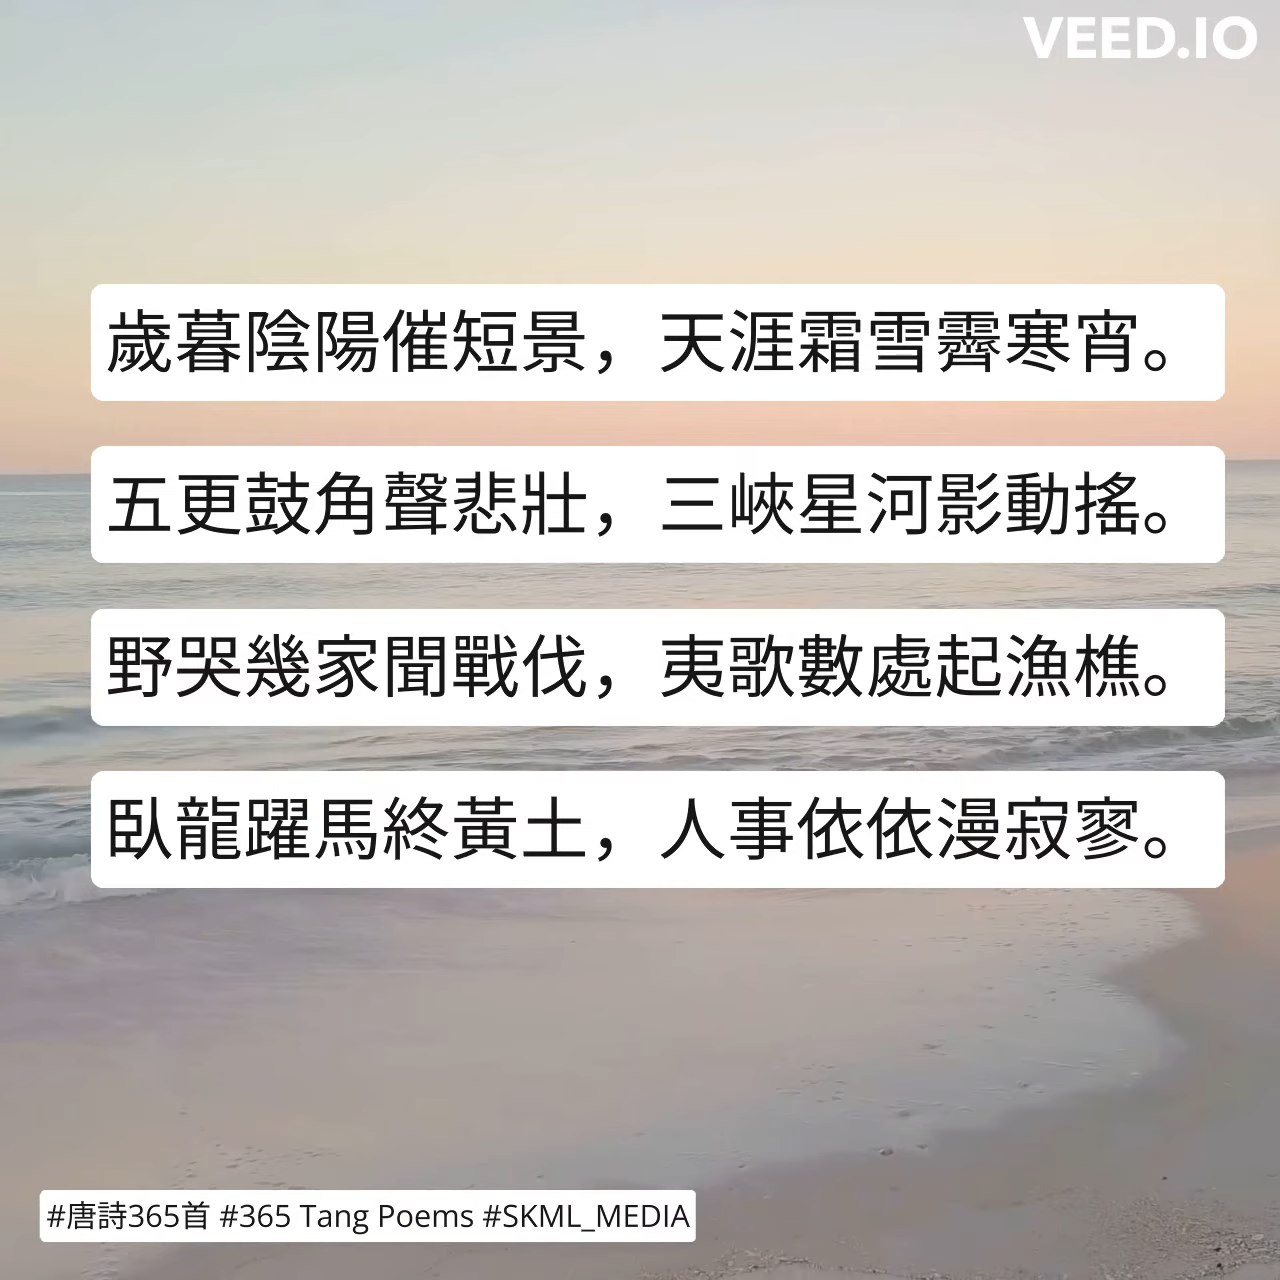 VEED.IO
歲暮陰陽催短景，天涯霜雪霽寒宵。
五更鼓角聲悲壯，三峽星河影動搖。
野哭幾家聞戰伐，夷歌數處起漁樵。
臥龍躍馬終黃土，人事依依漫寂寥。
#唐詩365首 #365 Tang Poems #SKML_MEDIA